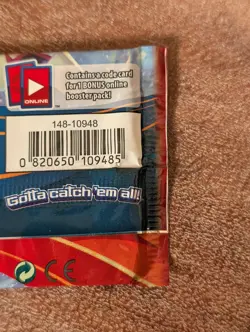 Contains a code card
for 1 BONUS online
booster pack!
ONLINE
148-10948
0 820650 109485
Gotta catch 'em all!
CE